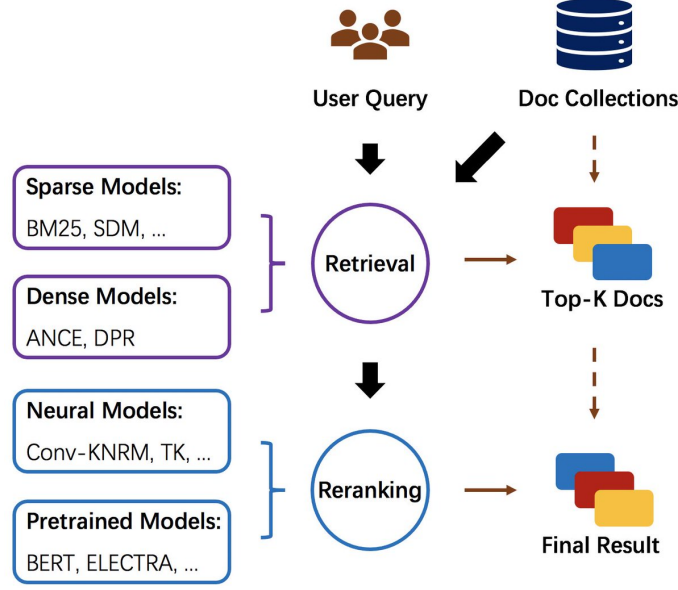 User Query
Doc Collections
Sparse Models:
BM25, SDM, ...
Retrieval
Dense Models:
ANCE, DPR
Top-K Docs
Neural Models:
Conv-KNRM, TK, ...
Reranking
Pretrained Models:
BERT, ELECTRA, ...
Final Result